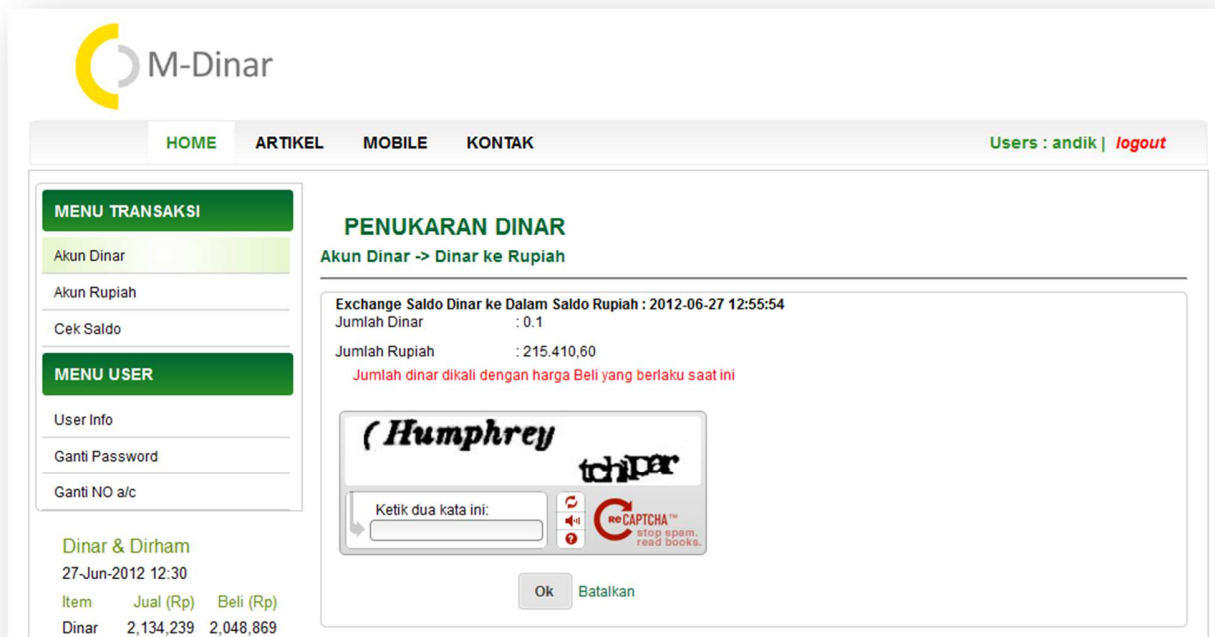 M-Dinar
HOME ARTIKEL MOBILE KONTAK Users : andik | logout
MENU TRANSAKSI
Akun Dinar
Akun Rupiah
Cek Saldo
MENU USER
User Info
Ganti Password
Ganti NO a/c
Dinar & Dirham
27-Jun-2012 12:30
Item Jual (Rp) Beli (Rp)
Dinar 2,134,239 2,048,869
PENUKARAN DINAR
Akun Dinar -> Dinar ke Rupiah
Exchange Saldo Dinar ke Dalam Saldo Rupiah : 2012-06-27 12:55:54
Jumlah Dinar : 0.1
Jumlah Rupiah : 215.410,60
Jumlah dinar dikali dengan harga Beli yang berlaku saat ini
Ketik dua kata ini:
reCAPTCHA™
stop spam.
read books.
Ok Batalkan